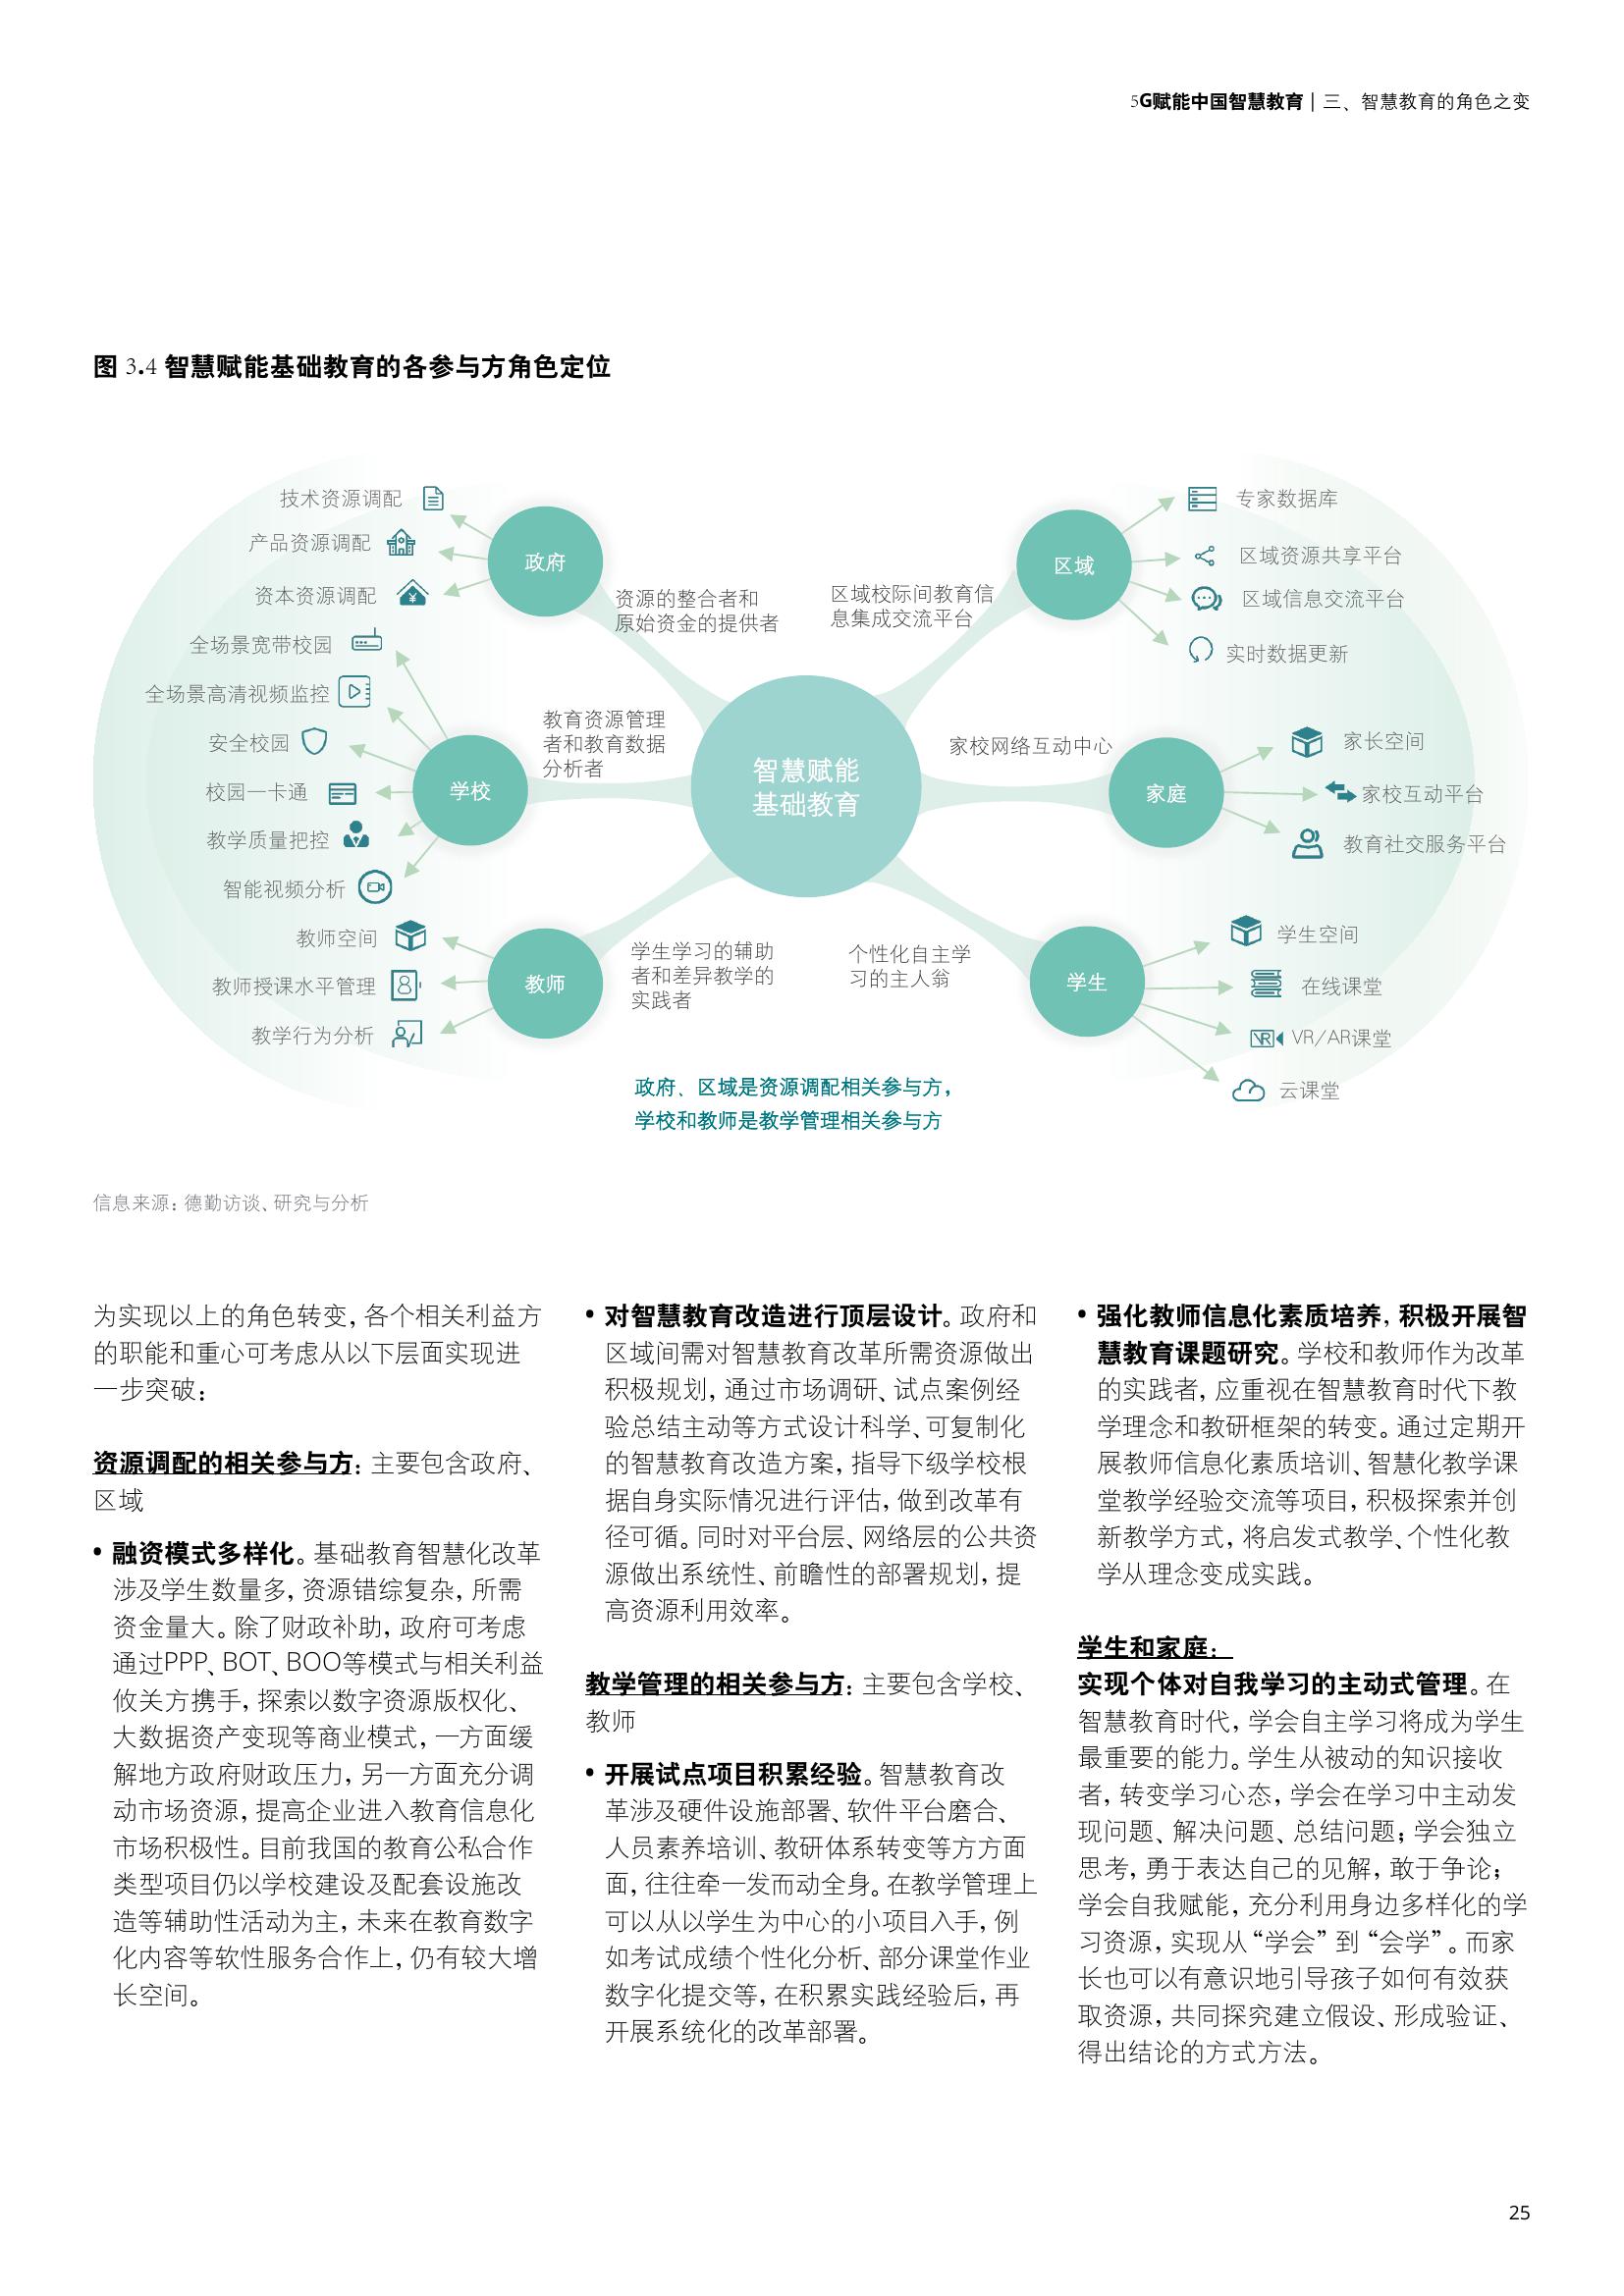 5G赋能中国智慧教育 | 三、智慧教育的角色之变
图 3.4 智慧赋能基础教育的各参与方角色定位
技术资源调配
产品资源调配
资本资源调配
政府
资源的整合者和
原始资金的提供者
全场景宽带校园
全场景高清视频监控
安全校园
校园一卡通
教学质量把控
智能视频分析
学校
教育资源管理
者和教育数据
分析者
教师空间
教师授课水平管理
教学行为分析
教师
学生学习的辅助
者和差异教学的
实践者
智慧赋能
基础教育
区域校际间教育信
息集成交流平台
区域
专家数据库
区域资源共享平台
区域信息交流平台
实时数据更新
家校网络互动中心
家庭
家长空间
家校互动平台
教育社交服务平台
个性化自主学
习的主人翁
学生
学生空间
在线课堂
VR
VR/AR课堂
云课堂
政府、区域是资源调配相关参与方，
学校和教师是教学管理相关参与方
信息来源：德勤访谈、研究与分析
为实现以上的角色转变，各个相关利益方
的职能和重心可考虑从以下层面实现进
一步突破：
资源调配的相关参与方：主要包含政府、
区域
• 融资模式多样化。基础教育智慧化改革
涉及学生数量多，资源错综复杂，所需
资金量大。除了财政补助，政府可考虑
通过PPP、BOT、BOO等模式与相关利益
攸关方携手，探索以数字资源版权化、
大数据资产变现等商业模式，一方面缓
解地方政府财政压力，另一方面充分调
动市场资源，提高企业进入教育信息化
市场积极性。目前我国的教育公私合作
类型项目仍以学校建设及配套设施改
造等辅助性活动为主，未来在教育数字
化内容等软性服务合作上，仍有较大增
长空间。
• 对智慧教育改造进行顶层设计。政府和
区域间需对智慧教育改革所需资源做出
积极规划，通过市场调研、试点案例经
验总结主动等方式设计科学、可复制化
的智慧教育改造方案，指导下级学校根
据自身实际情况进行评估，做到改革有
径可循。同时对平台层、网络层的公共资
源做出系统性、前瞻性的部署规划，提
高资源利用效率。
教学管理的相关参与方：主要包含学校、
教师
• 开展试点项目积累经验。智慧教育改
革涉及硬件设施部署、软件平台磨合、
人员素养培训、教研体系转变等方方面
面，往往牵一发而动全身。在教学管理上
可以从以学生为中心的小项目入手，例
如考试成绩个性化分析、部分课堂作业
数字化提交等，在积累实践经验后，再
开展系统化的改革部署。
• 强化教师信息化素质培养，积极开展智
慧教育课题研究。学校和教师作为改革
的实践者，应重视在智慧教育时代下教
学理念和教研框架的转变。通过定期开
展教师信息化素质培训、智慧化教学课
堂教学经验交流等项目，积极探索并创
新教学方式，将启发式教学、个性化教
学从理念变成实践。
学生和家庭：
实现个体对自我学习的主动式管理。在
智慧教育时代，学会自主学习将成为学生
最重要的能力。学生从被动的知识接收
者，转变学习心态，学会在学习中主动发
现问题、解决问题、总结问题；学会独立
思考，勇于表达自己的见解，敢于争论；
学会自我赋能，充分利用身边多样化的学
习资源，实现从“学会”到“会学”。而家
长也可以有意识地引导孩子如何有效获
取资源，共同探究建立假设、形成验证、
得出结论的方式方法。
25